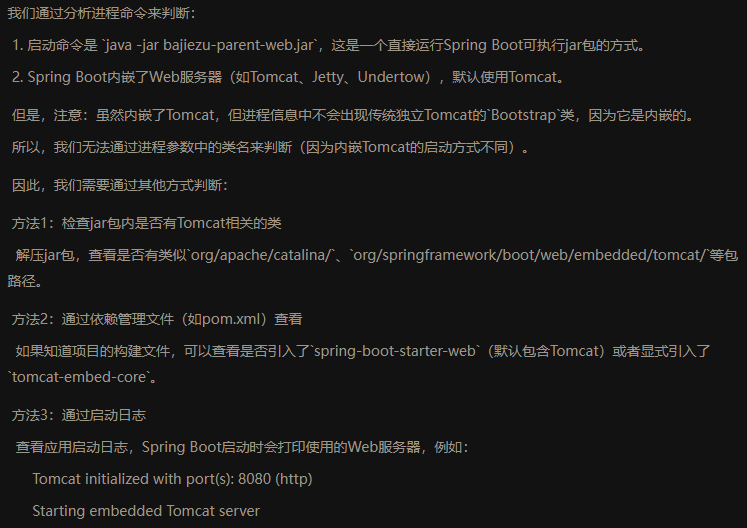 我们通过分析进程命令来判断：
1. 启动命令是 `java -jar bajiezu-parent-web.jar`，这是一个直接运行Spring Boot可执行jar包的方式。
2. Spring Boot内嵌了Web服务器（如Tomcat、Jetty、Undertow），默认使用Tomcat。
但是，注意：虽然内嵌了Tomcat，但进程信息中不会出现传统独立Tomcat的`Bootstrap`类，因为它是内嵌的。
所以，我们无法通过进程参数中的类名来判断（因为内嵌Tomcat的启动方式不同）。
因此，我们需要通过其他方式判断：
方法1：检查jar包内是否有Tomcat相关的类
解压jar包，查看是否有类似`org/apache/catalina/`、`org/springframework/boot/web/embedded/tomcat/`等包
路径。
方法2：通过依赖管理文件（如pom.xml）查看
如果知道项目的构建文件，可以查看是否引入了`spring-boot-starter-web`（默认包含Tomcat）或者显式引入了
`tomcat-embed-core`。
方法3：通过启动日志
查看应用启动日志，Spring Boot启动时会打印使用的Web服务器，例如：
Tomcat initialized with port(s): 8080 (http)
Starting embedded Tomcat server